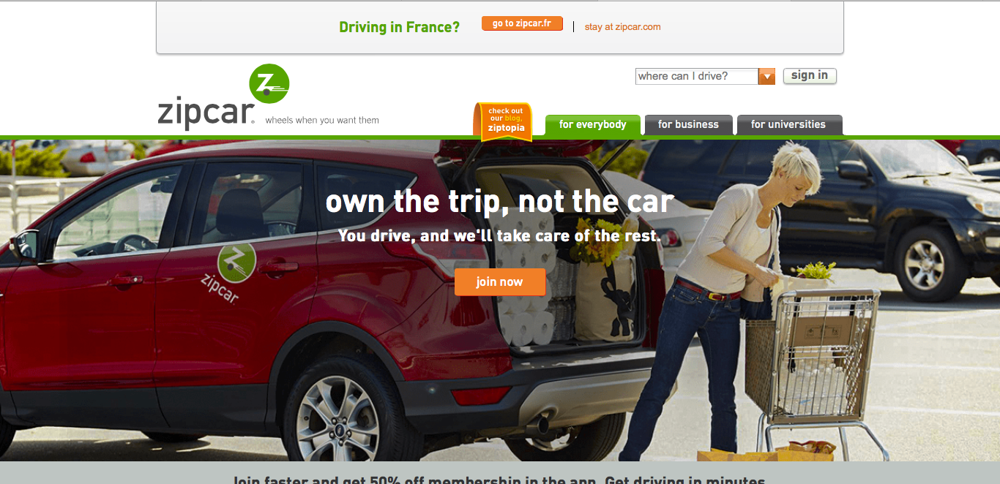 Driving in France?
go to zipcar.fr
stay at zipcar.com
where can I drive?
sign in
zipcar
wheels when you want them
check out
our blog,
ziptopia
for everybody
for business
for universities
own the trip, not the car
You drive, and we'll take care of the rest.
join now
zipcar
Join faster and get 50% off membership in the app. Get driving in minutes.